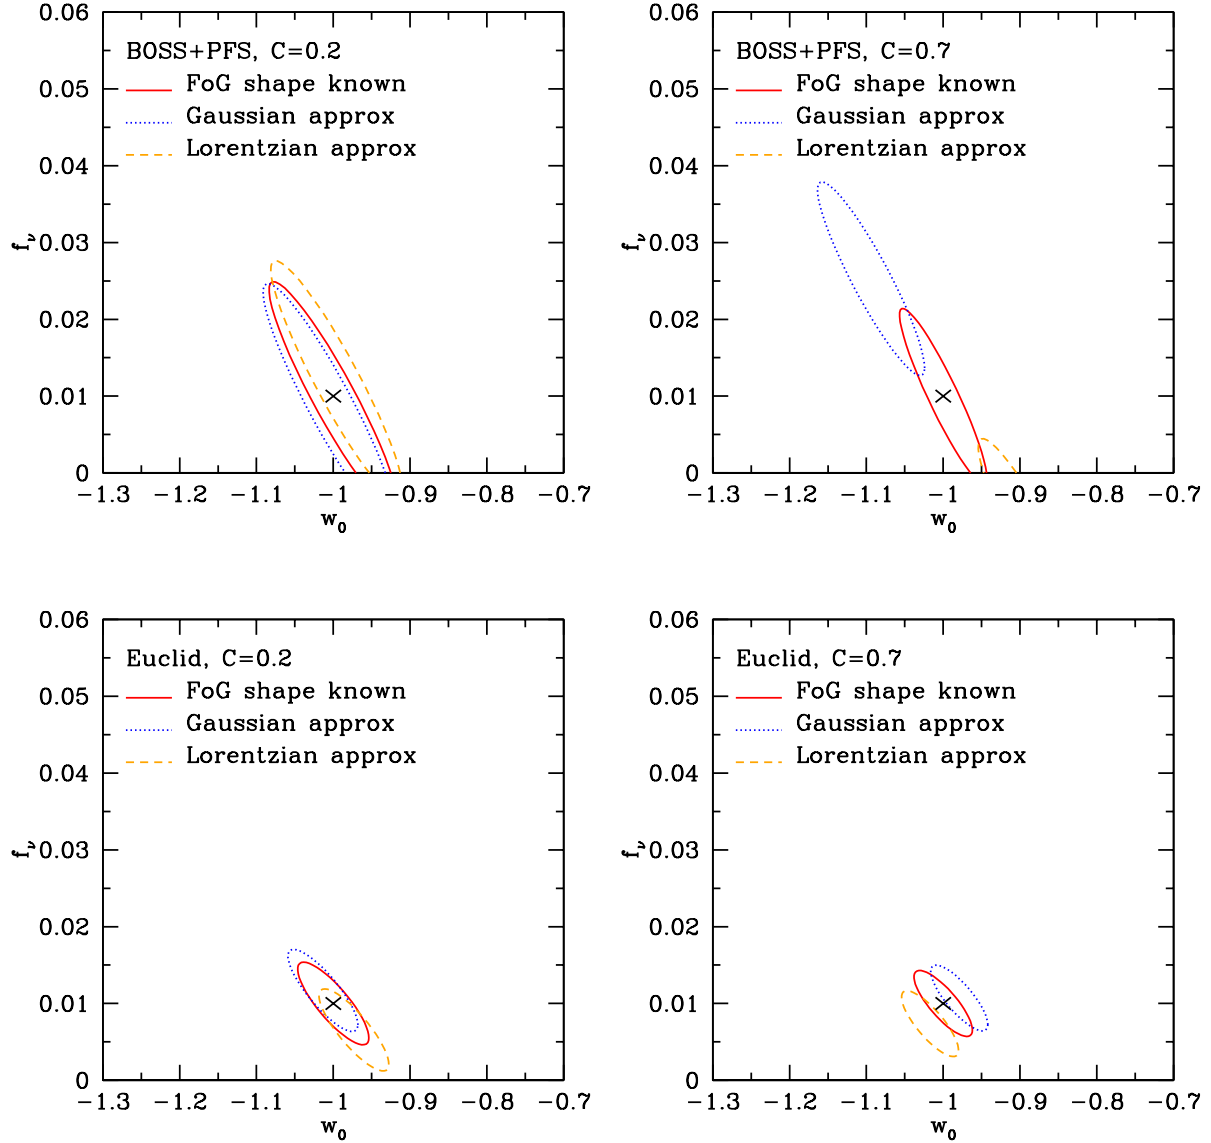 0.06
0.05
0.04
0.03
0.02
0.01
0
f_ν
BOSS+PFS, C=0.2
FoG shape known
Gaussian approx
Lorentzian approx
−1.3 −1.2 −1.1 −1 −0.9 −0.8 −0.7
w_0
0.06
0.05
0.04
0.03
0.02
0.01
0
f_ν
BOSS+PFS, C=0.7
FoG shape known
Gaussian approx
Lorentzian approx
−1.3 −1.2 −1.1 −1 −0.9 −0.8 −0.7
w_0
0.06
0.05
0.04
0.03
0.02
0.01
0
f_ν
Euclid, C=0.2
FoG shape known
Gaussian approx
Lorentzian approx
−1.3 −1.2 −1.1 −1 −0.9 −0.8 −0.7
w_0
0.06
0.05
0.04
0.03
0.02
0.01
0
f_ν
Euclid, C=0.7
FoG shape known
Gaussian approx
Lorentzian approx
−1.3 −1.2 −1.1 −1 −0.9 −0.8 −0.7
w_0